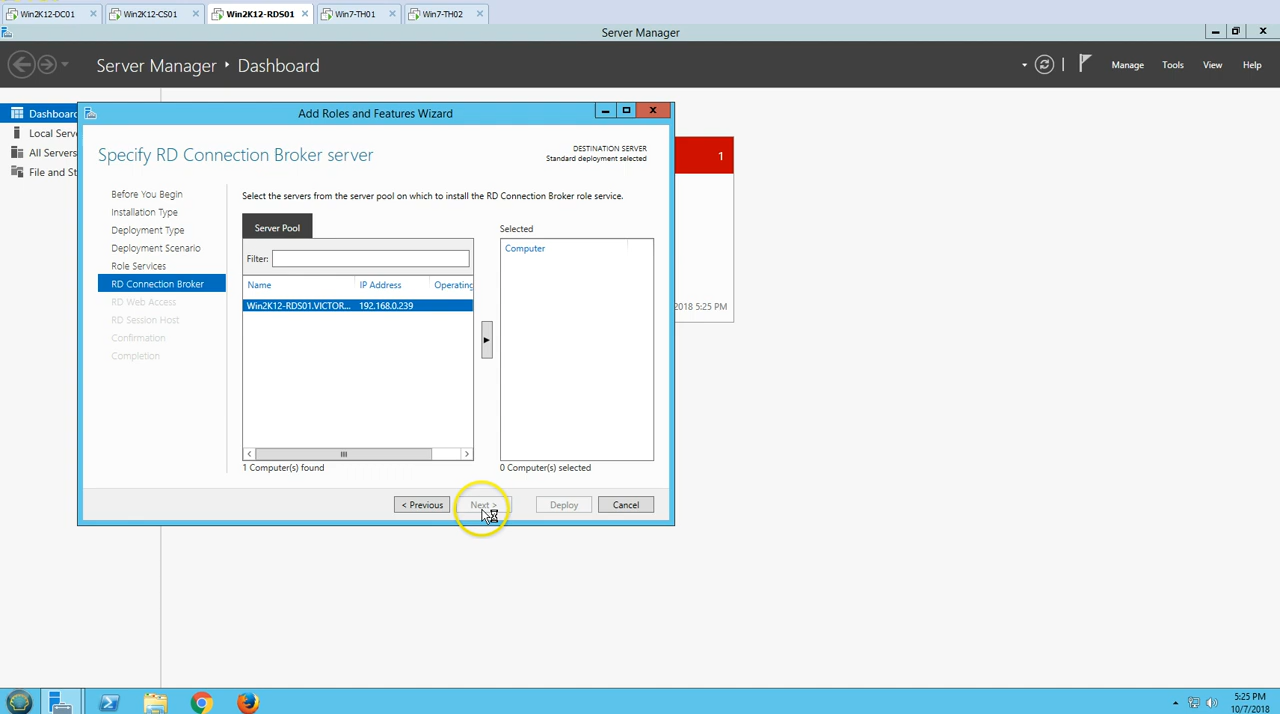 Win2K12-DC01 Win2K12-CS01 Win2K12-RDS01 Win7-TH01 Win7-TH02
Server Manager
Server Manager Dashboard
Manage Tools View Help
Dashboard
Local Serve
All Servers
File and St
Add Roles and Features Wizard
Specify RD Connection Broker server
DESTINATION SERVER
Standard deployment selected
1
Before You Begin
Installation Type
Deployment Type
Deployment Scenario
Role Services
RD Connection Broker
RD Web Access
RD Session Host
Confirmation
Completion
Select the servers from the server pool on which to install the RD Connection Broker role service.
Server Pool
Filter:
Name IP Address Operating
Win2K12-RDS01.VICTOR... 192.168.0.239
1 Computer(s) found
Selected
Computer
0 Computer(s) selected
2018 5:25 PM
< Previous Next > Deploy Cancel
5:25 PM
10/7/2018